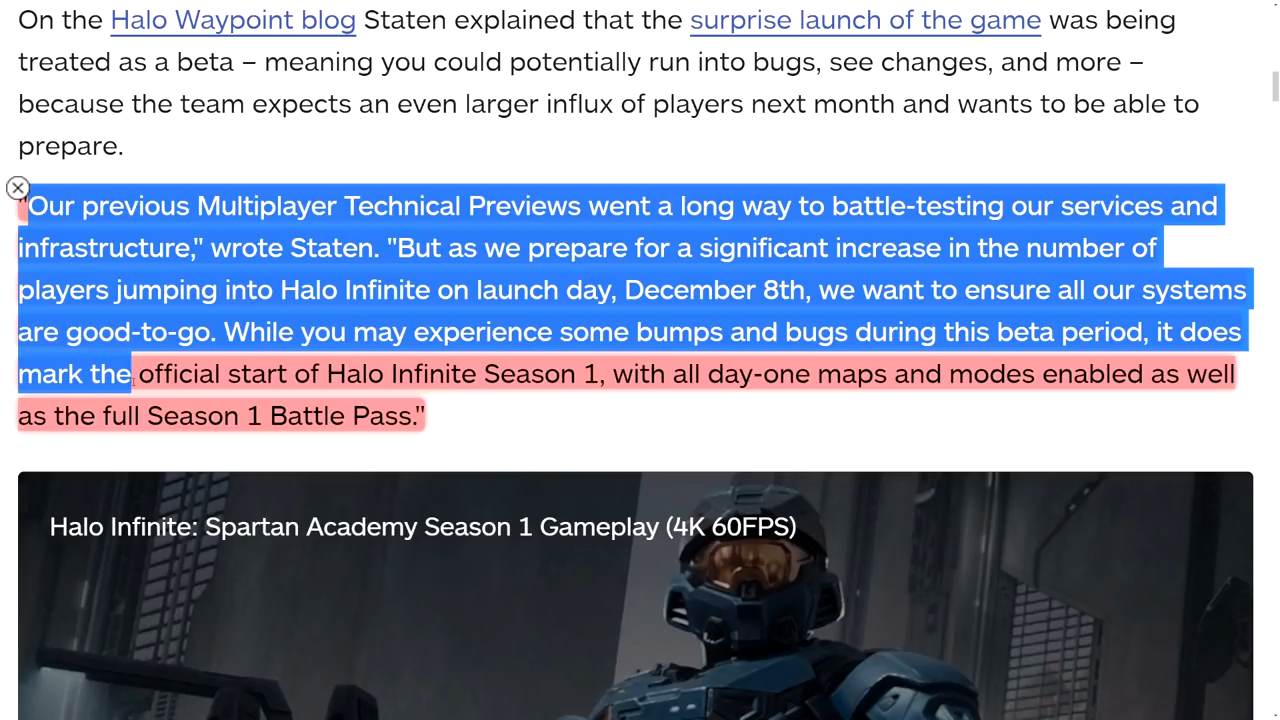 On the Halo Waypoint blog Staten explained that the surprise launch of the game was being
treated as a beta – meaning you could potentially run into bugs, see changes, and more –
because the team expects an even larger influx of players next month and wants to be able to
prepare.
"Our previous Multiplayer Technical Previews went a long way to battle-testing our services and
infrastructure," wrote Staten. "But as we prepare for a significant increase in the number of
players jumping into Halo Infinite on launch day, December 8th, we want to ensure all our systems
are good-to-go. While you may experience some bumps and bugs during this beta period, it does
mark the official start of Halo Infinite Season 1, with all day-one maps and modes enabled as well
as the full Season 1 Battle Pass."
Halo Infinite: Spartan Academy Season 1 Gameplay (4K 60FPS)